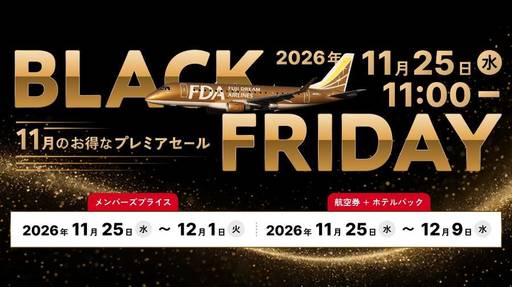 BLACK
FRIDAY
2026年 11月25日 水
11:00ー
FDA FUJI DREAM AIRLINES
11月のお得なプレミアセール
メンバーズプライス
2026年 11月25日 水 〜 12月1日 火
航空券 + ホテルパック
2026年 11月25日 水 〜 12月9日 水